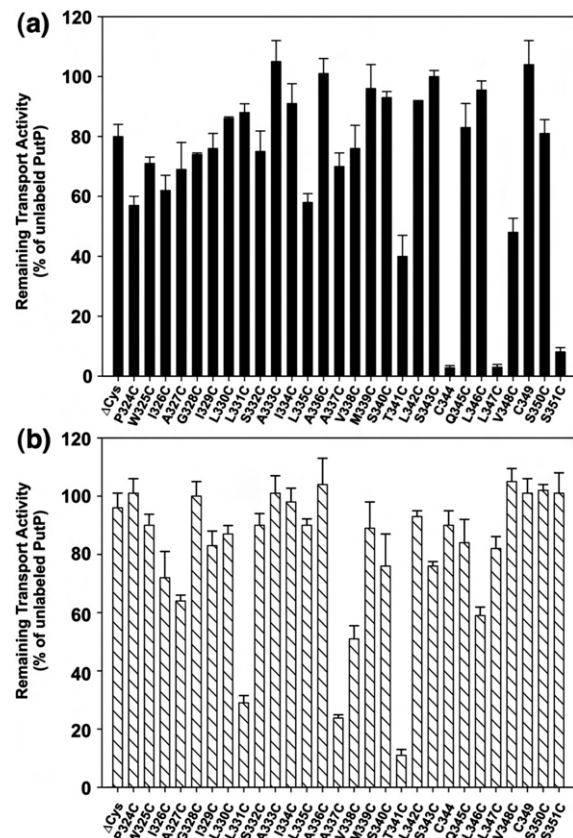 (a)
120
100
80
60
40
20
0
Remaining Transport Activity
(% of unlabeled PutP)
ΔCys
P324C
W325C
I326C
A327C
G328C
I329C
L330C
L331C
S332C
A333C
I334C
L335C
A336C
A337C
V338C
M339C
S340C
T341C
L342C
S343C
C344
Q345C
L346C
L347C
V348C
C349
S350C
S351C
(b)
120
100
80
60
40
20
0
Remaining Transport Activity
(% of unlabeled PutP)
ΔCys
P324C
W325C
I326C
A327C
G328C
I329C
L330C
L331C
S332C
A333C
I334C
L335C
A336C
A337C
V338C
M339C
S340C
T341C
L342C
S343C
C344
Q345C
L346C
L347C
AV348C
C349
S350C
S351C